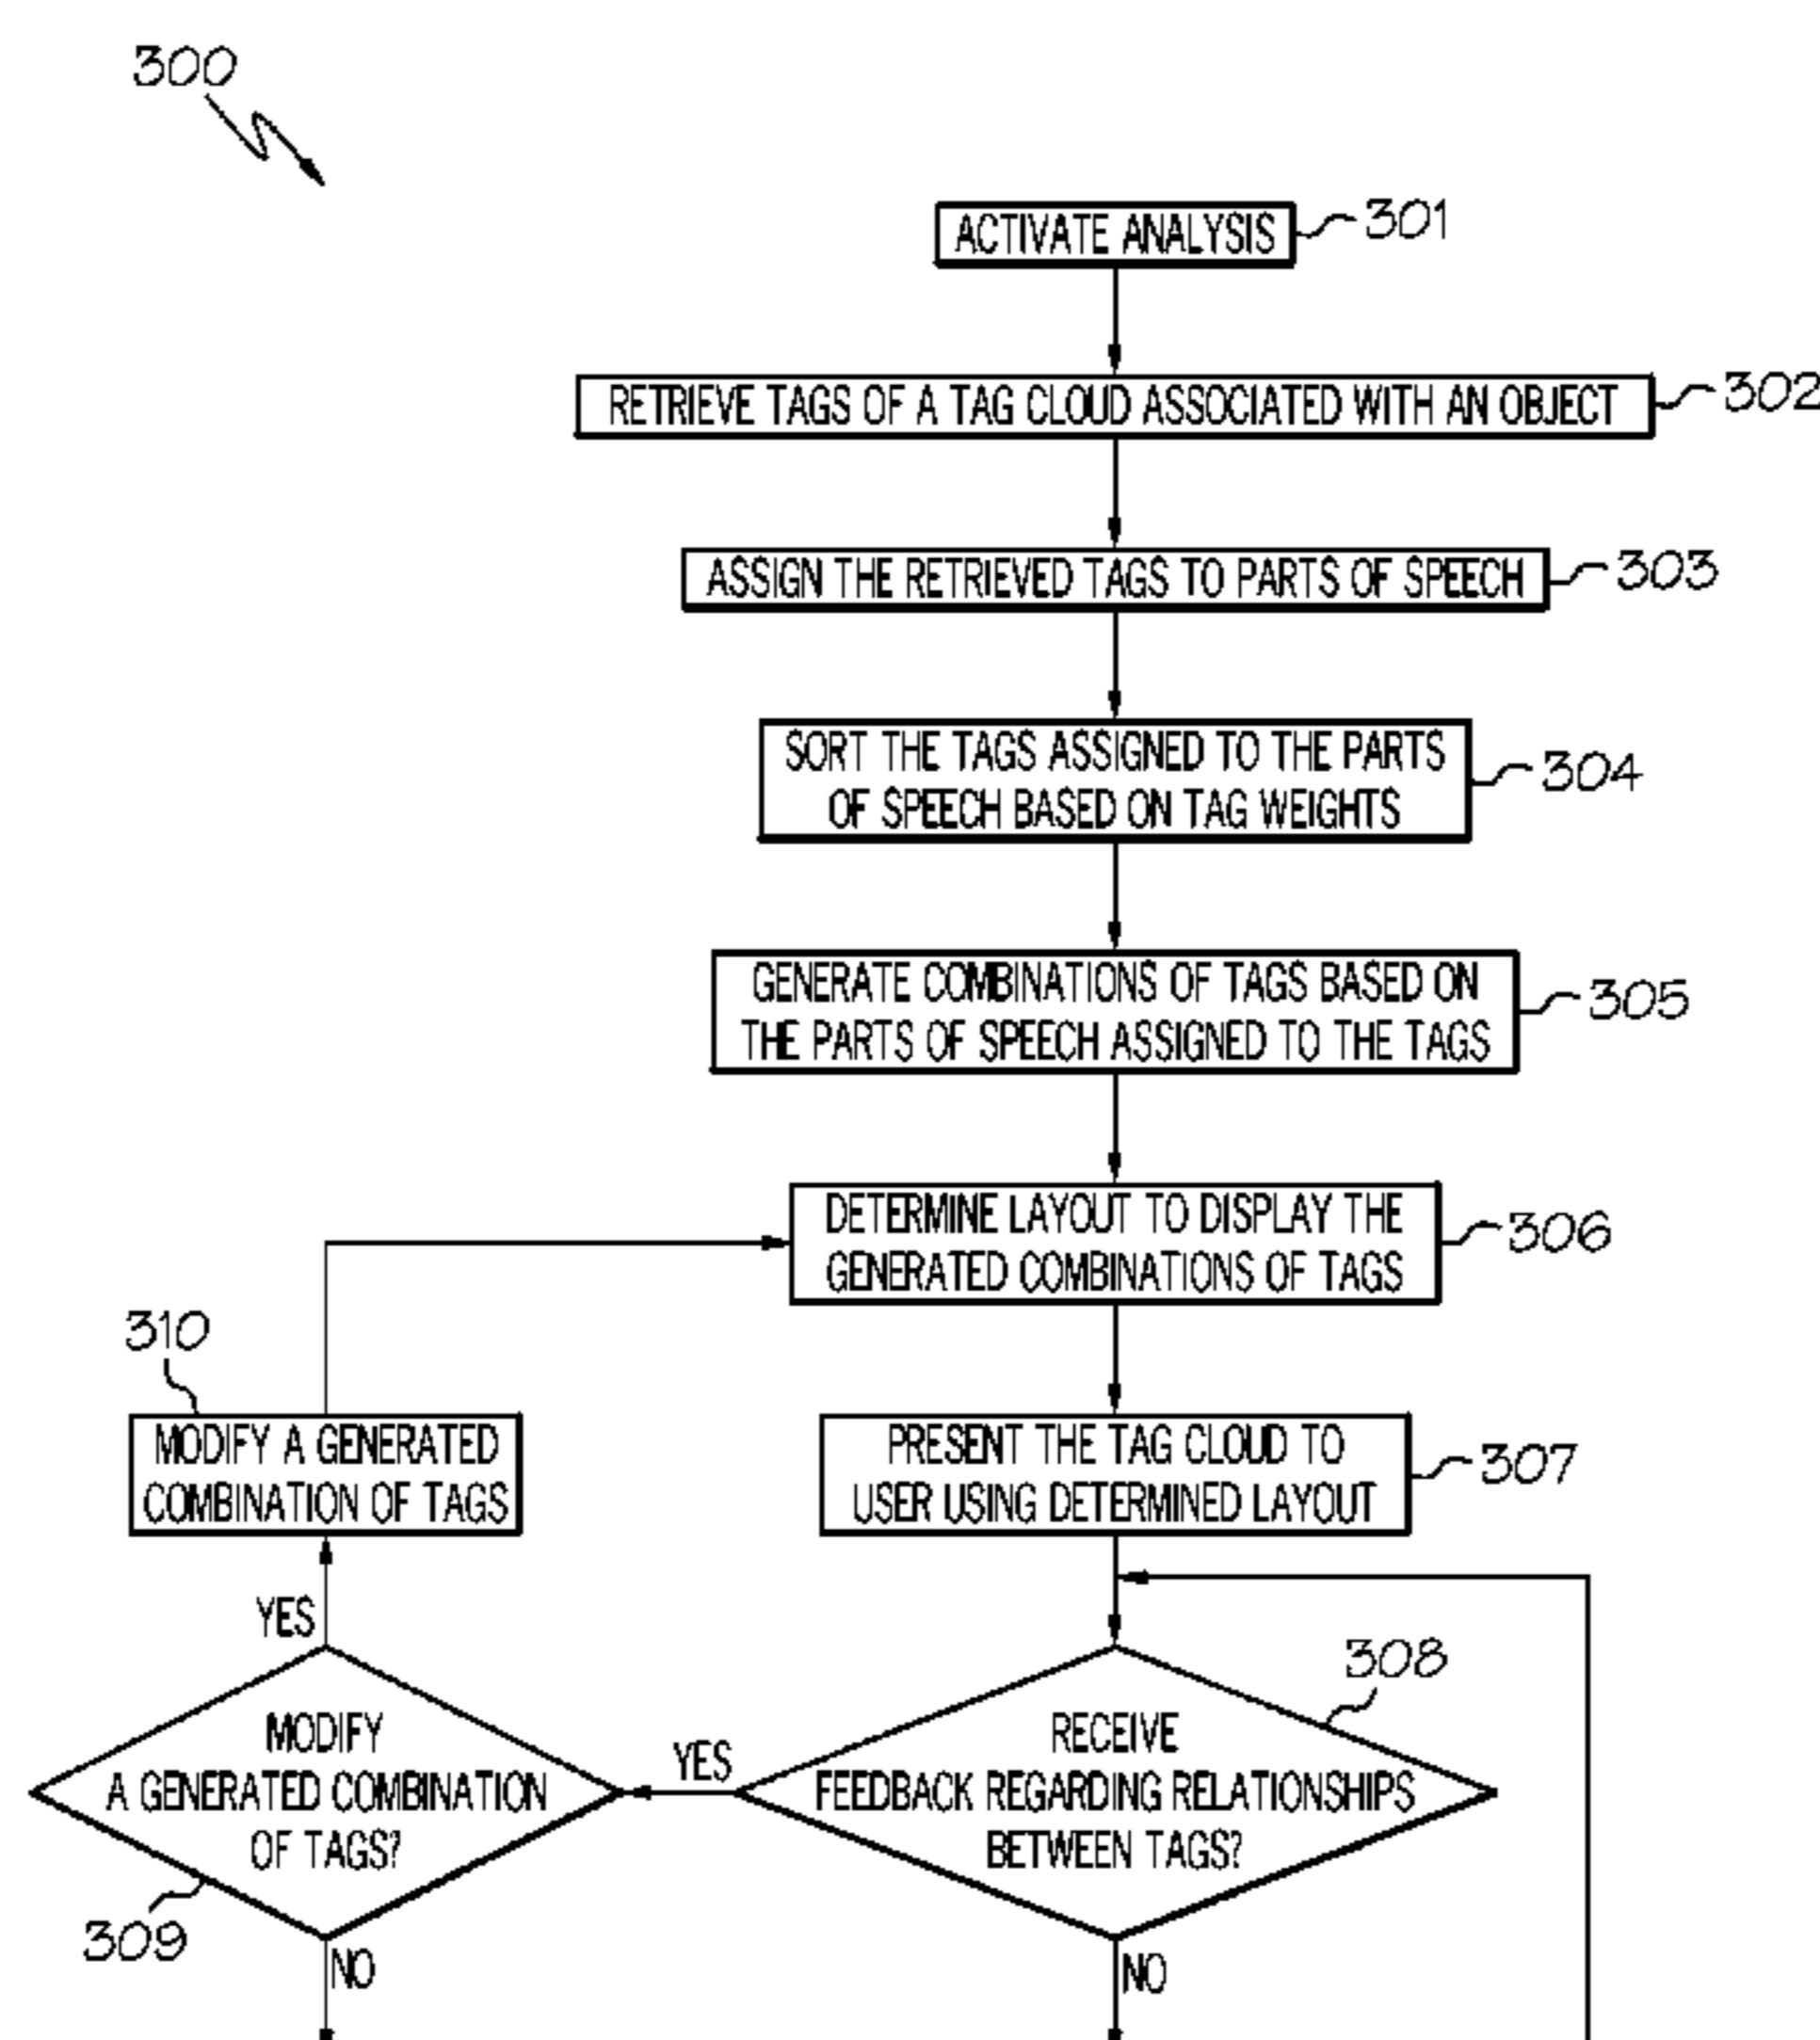 300
ACTIVATE ANALYSIS
301
RETRIEVE TAGS OF A TAG CLOUD ASSOCIATED WITH AN OBJECT
302
ASSIGN THE RETRIEVED TAGS TO PARTS OF SPEECH
303
SORT THE TAGS ASSIGNED TO THE PARTS
OF SPEECH BASED ON TAG WEIGHTS
304
GENERATE COMBINATIONS OF TAGS BASED ON
THE PARTS OF SPEECH ASSIGNED TO THE TAGS
305
DETERMINE LAYOUT TO DISPLAY THE
GENERATED COMBINATIONS OF TAGS
306
310
MODIFY A GENERATED
COMBINATION OF TAGS
PRESENT THE TAG CLOUD TO
USER USING DETERMINED LAYOUT
307
YES
308
MODIFY
A GENERATED COMBINATION
OF TAGS?
YES
RECEIVE
FEEDBACK REGARDING RELATIONSHIPS
BETWEEN TAGS?
309
NO
NO